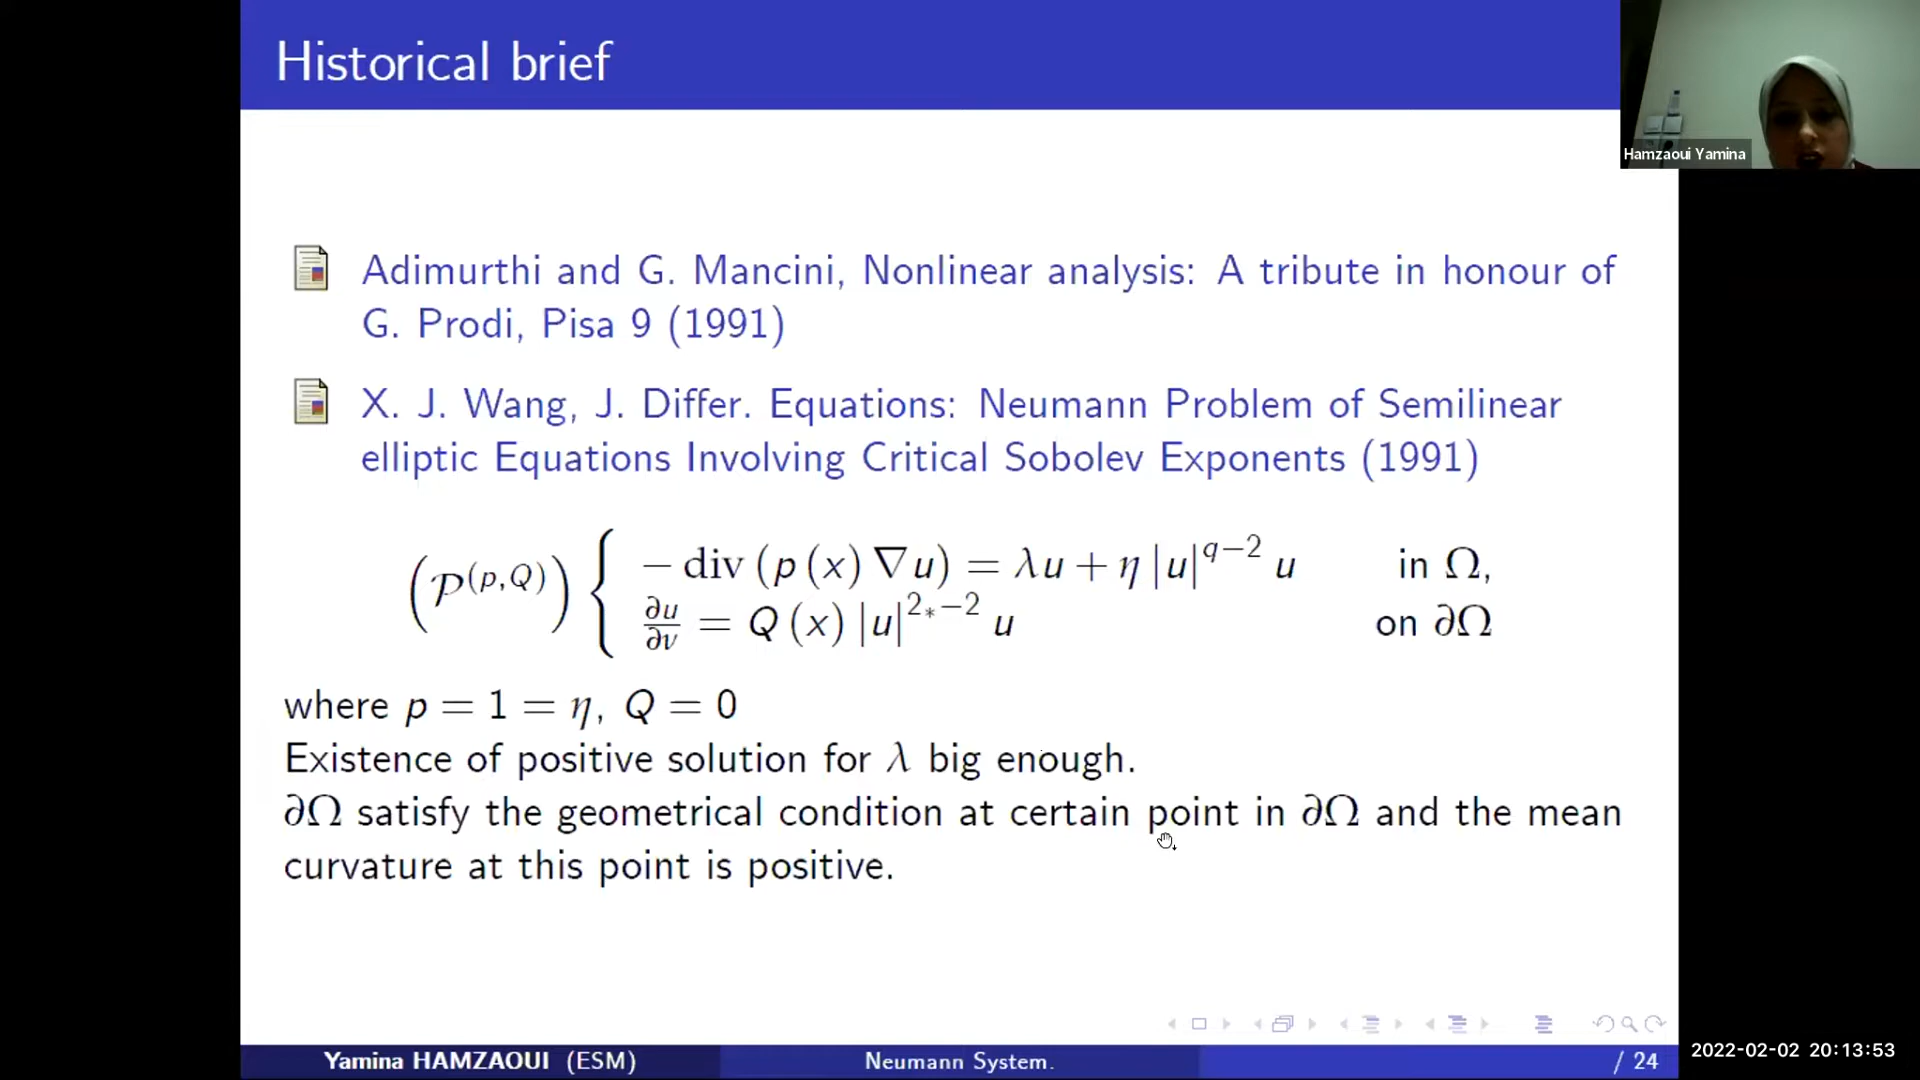 Historical brief
Hamzaoui Yamina
Adimurthi and G. Mancini, Nonlinear analysis: A tribute in honour of
G. Prodi, Pisa 9 (1991)
X. J. Wang, J. Differ. Equations: Neumann Problem of Semilinear
elliptic Equations Involving Critical Sobolev Exponents (1991)
(𝒫^(p,Q)) { − div (p (x) ∇u) = λu + η |u|^{q−2} u in Ω,
∂u/∂ν = Q (x) |u|^{2_*−2} u on ∂Ω
where p = 1 = η, Q = 0
Existence of positive solution for λ big enough.
∂Ω satisfy the geometrical condition at certain point in ∂Ω and the mean
curvature at this point is positive.
Yamina HAMZAOUI (ESM) Neumann System. / 24
2022-02-02 20:13:53